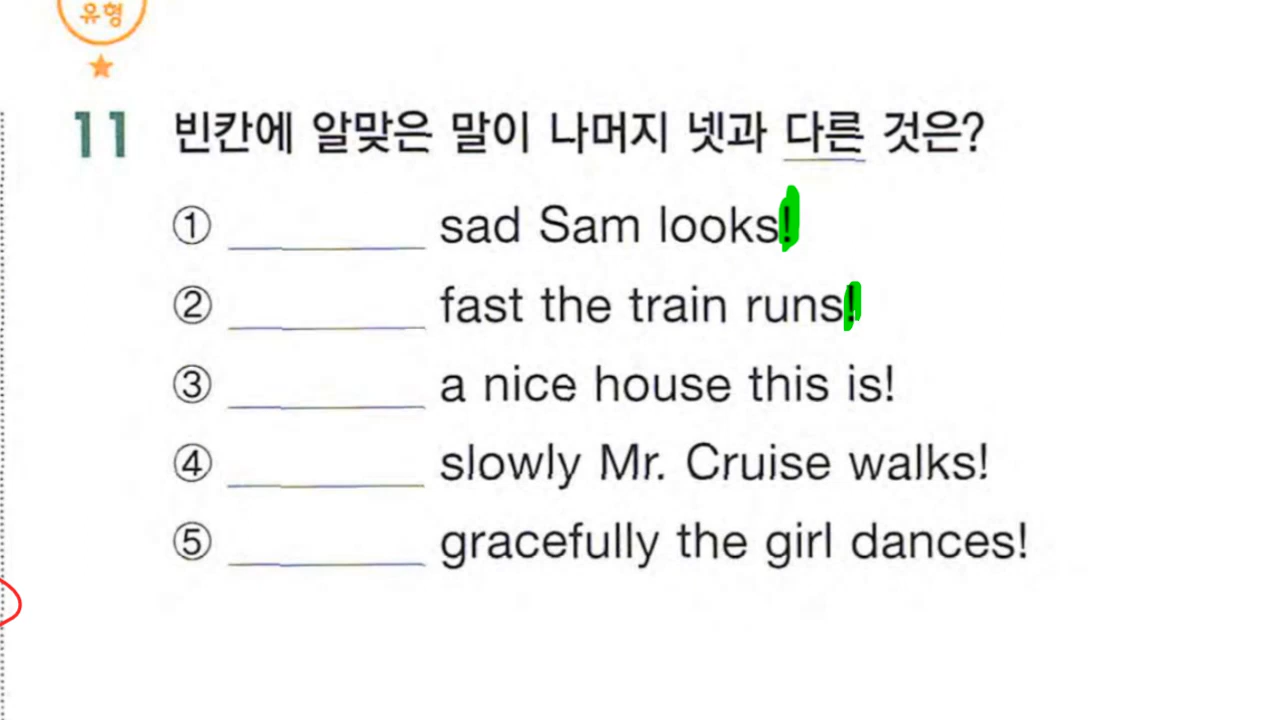 유형
11 빈칸에 알맞은 말이 나머지 넷과 다른 것은?
① ________ sad Sam looks!
② ________ fast the train runs!
③ ________ a nice house this is!
④ ________ slowly Mr. Cruise walks!
⑤ ________ gracefully the girl dances!